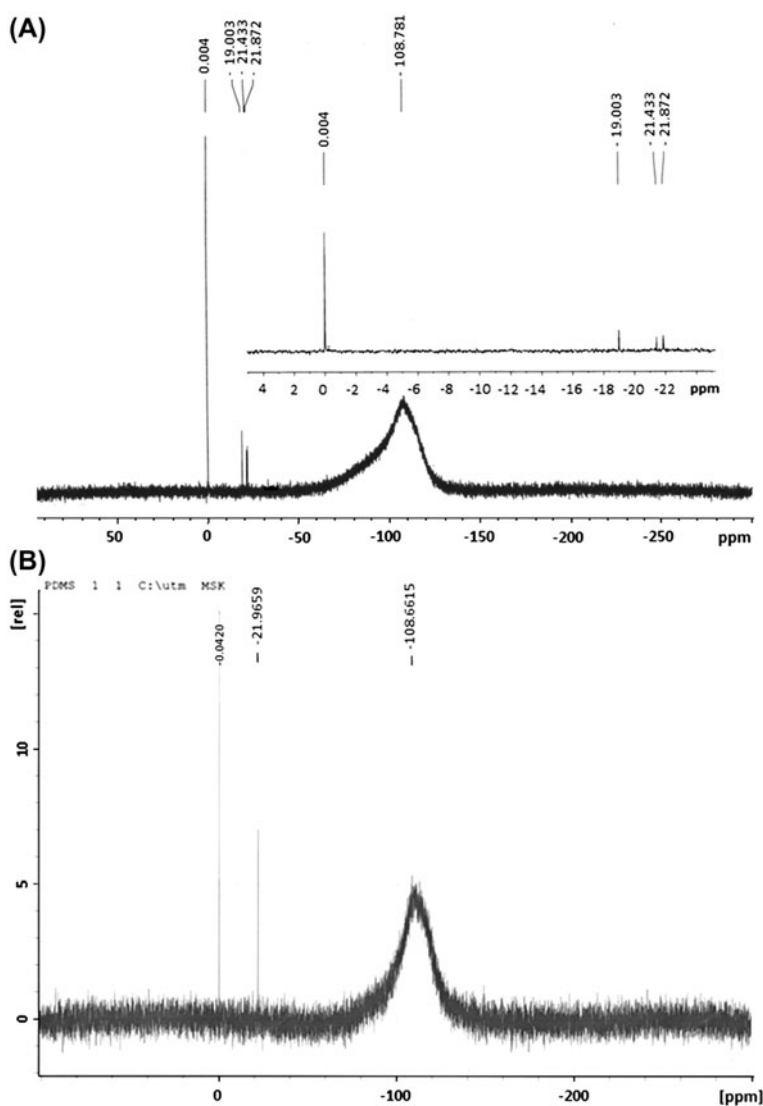 (A)
0.004
- 19.003
- 21.433
- 21.872
- 108.781
0.004
- 19.003
- 21.433
- 21.872
4 2 0 -2 -4 -6 -8 -10 -12 -14 -16 -18 -20 -22 ppm
50 0 -50 -100 -150 -200 -250 ppm
(B)
PDMS 1 1 C:\utm MSK
[rel]
-0.0420
-21.9659
-108.6615
10
5
0
0 -100 -200 [ppm]